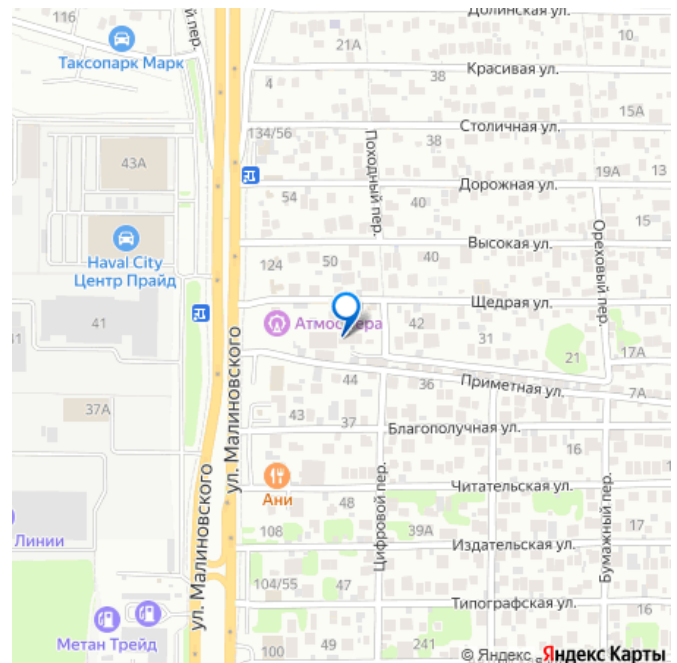 116
Долинская ул.
10
21А
Таксопарк Марк
пер.
Красивая ул.
38
4
15А
Столичная ул.
134/56
Походный пер.
38
43А
19А
13
Дорожная ул.
54
40
15
Высокая ул.
Ореховый пер.
50
40
124
Haval City
Центр Прайд
Щедрая ул.
41
Атмосфера
42
31
ул. Малиновского
21
17А
44
36
Приметная ул.
7А
37А
43
37
Благополучная ул.
Ани
48
Читательская ул.
ул. Малиновского
Цифровой пер.
Бумажный пер.
Линии
108
39А
17
Издательская ул.
104/55
47
Типографская ул.
16
Метан Трейд
100
49
241
© Яндекс
Яндекс Карты